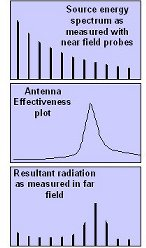 Source energy
spectrum as
measured with
near field probes
Antenna
Effectiveness
plot
Resultant radiation
as measured in far
field